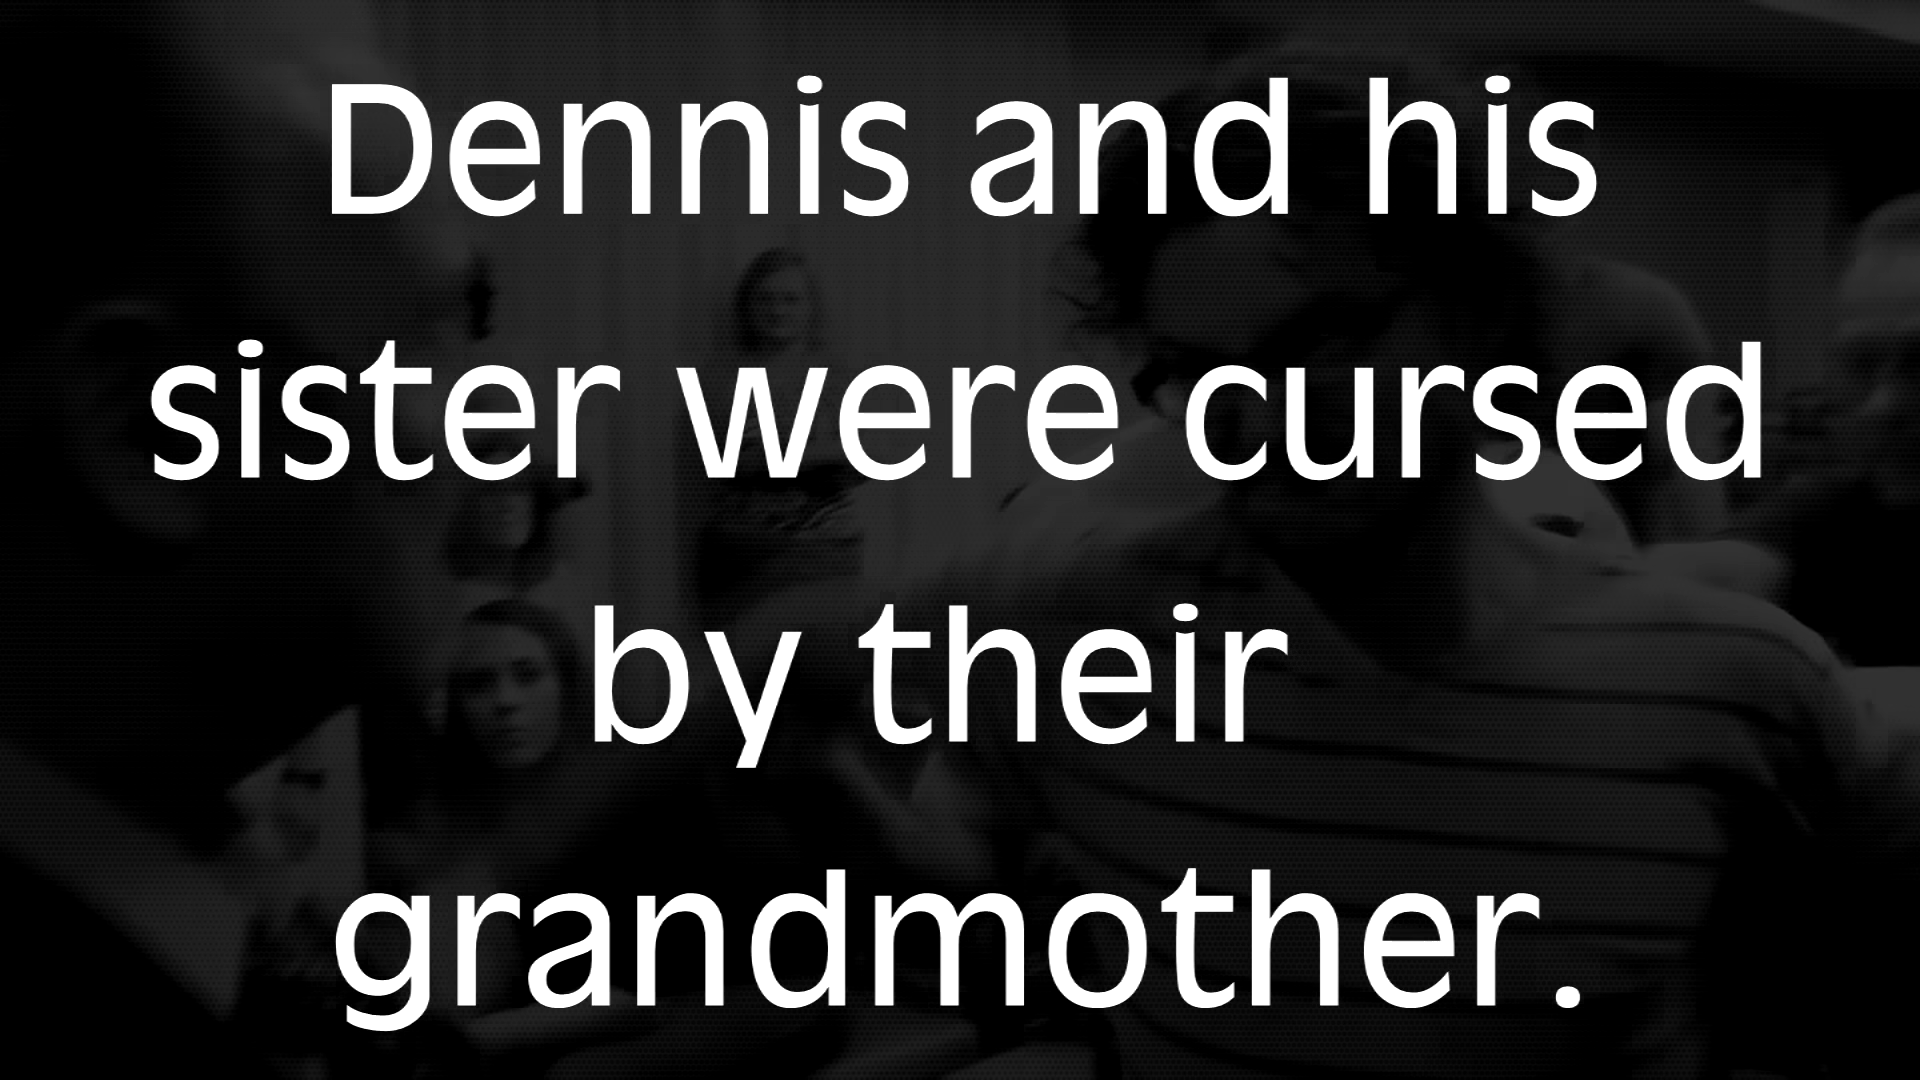 Dennis and his
sister were cursed
by their
grandmother.